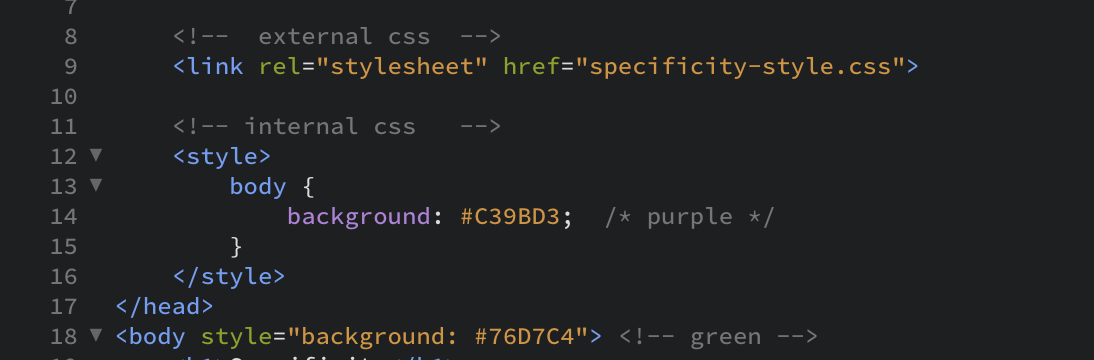 7
8 <!--  external css  -->
9 <link rel="stylesheet" href="specificity-style.css">
10
11 <!-- internal css   -->
12 ▼ <style>
13 ▼ body {
14 background: #C39BD3;  /* purple */
15 }
16 </style>
17 </head>
18 ▼ <body style="background: #76D7C4"> <!-- green -->